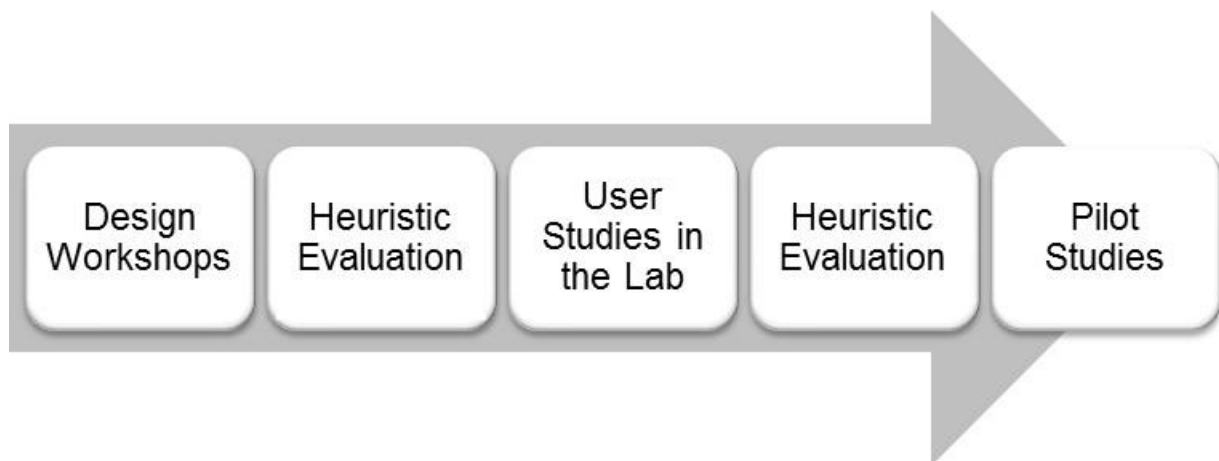 Design
Workshops
Heuristic
Evaluation
User
Studies in
the Lab
Heuristic
Evaluation
Pilot
Studies